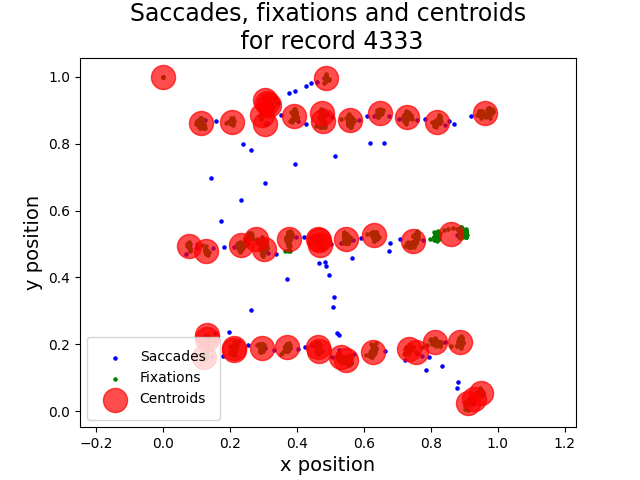 Saccades, fixations and centroids
for record 4333
1.0
0.8
0.6
0.4
0.2
0.0
y position
Saccades
Fixations
Centroids
−0.2
0.0
0.2
0.4
0.6
0.8
1.0
1.2
x position